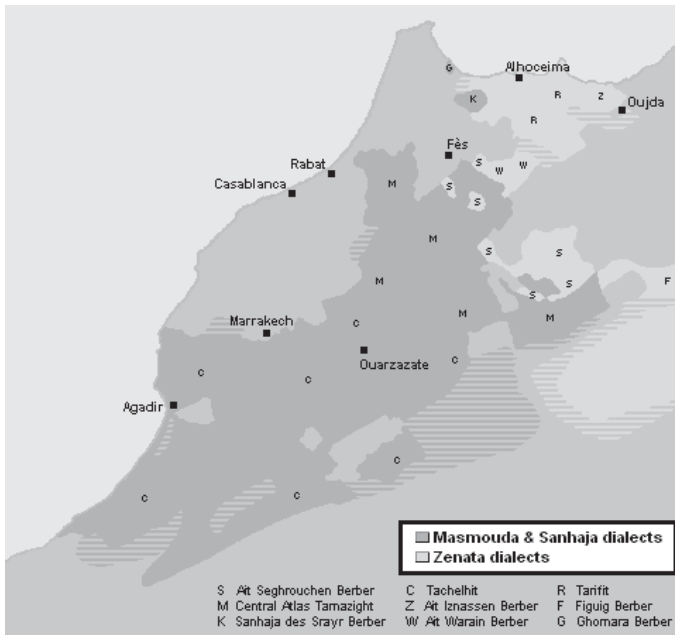 G
Alhoceima
K
R
Z
Oujda
R
Fès
S
W
W
Rabat
M
S
Casablanca
S
M
S
S
M
S
F
S
Marrakech
C
M
M
Ouarzazate
C
C
C
Agadir
C
C
C
Masmouda & Sanhaja dialects
Zenata dialects
S Ait Seghrouchen Berber C Tachelhit R Tarifit
M Central Atlas Tamazight Z Ait Iznassen Berber F Figuig Berber
K Sanhaja des Srayr Berber W Ait Warain Berber G Ghomara Berber